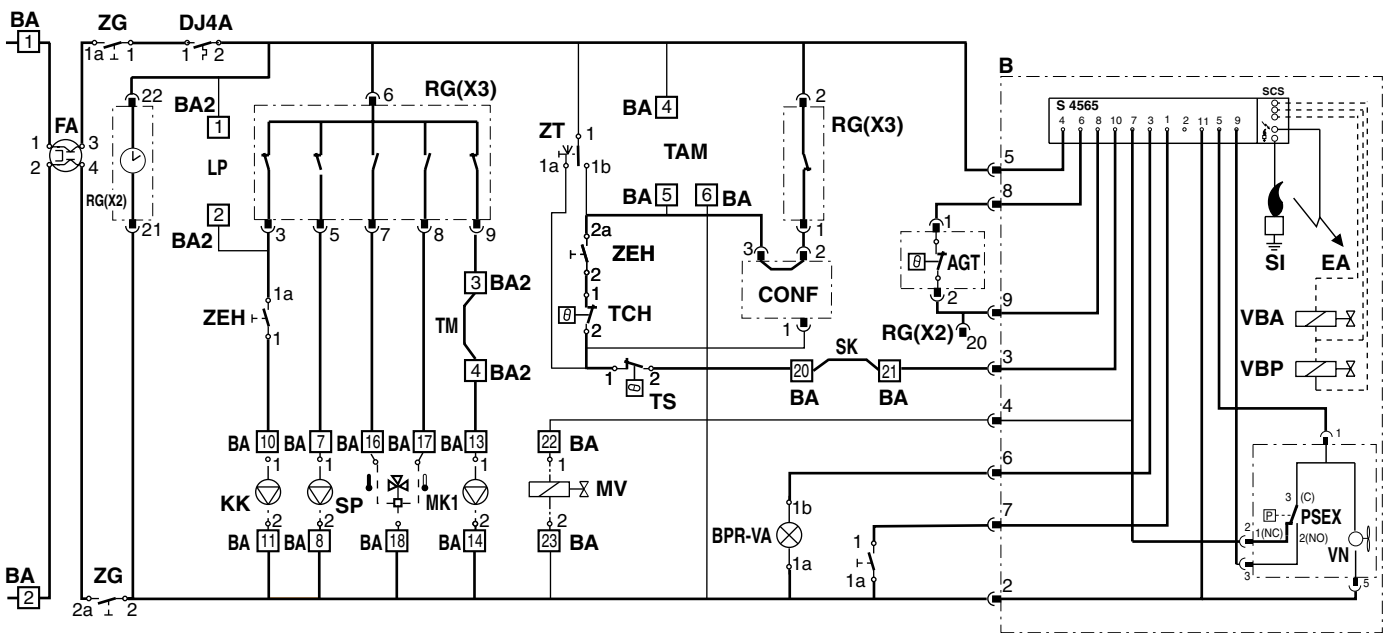 BA ZG DJ4A
1 1a 1 1 2
B
22 BA2 6 RG(X3) BA 4 2 SCS
S 4565
FA 1 ZT 1 RG(X3) 4 6 8 10 7 3 1 2 11 5 9
1 3
2 4 LP 1a 1b TAM 5
RG(X2) BA 5 6 BA 8
2
21 BA2 3 5 7 8 9 2a 3 1 2 1
ZEH AGT SI EA
3 BA2 2 CONF
1a 1 θ
ZEH TM θ TCH 2 9 VBA
1 2 1 RG(X2) 20
SK
4 BA2 3 VBP
1 2 20 21
TS BA BA
4
BA 10 BA 7 BA 16 BA 17 BA 13 22 BA 1
1 1 1 1 6
MV 1b 3 (C)
KK SP MK1 7 P PSEX
2 2 2 2 BPR-VA 1 2 1(NC) 2(NO) VN
BA 11 BA 8 BA 18 BA 14 23 BA 3
1a 1a 5
BA ZG 2
2 2a 2